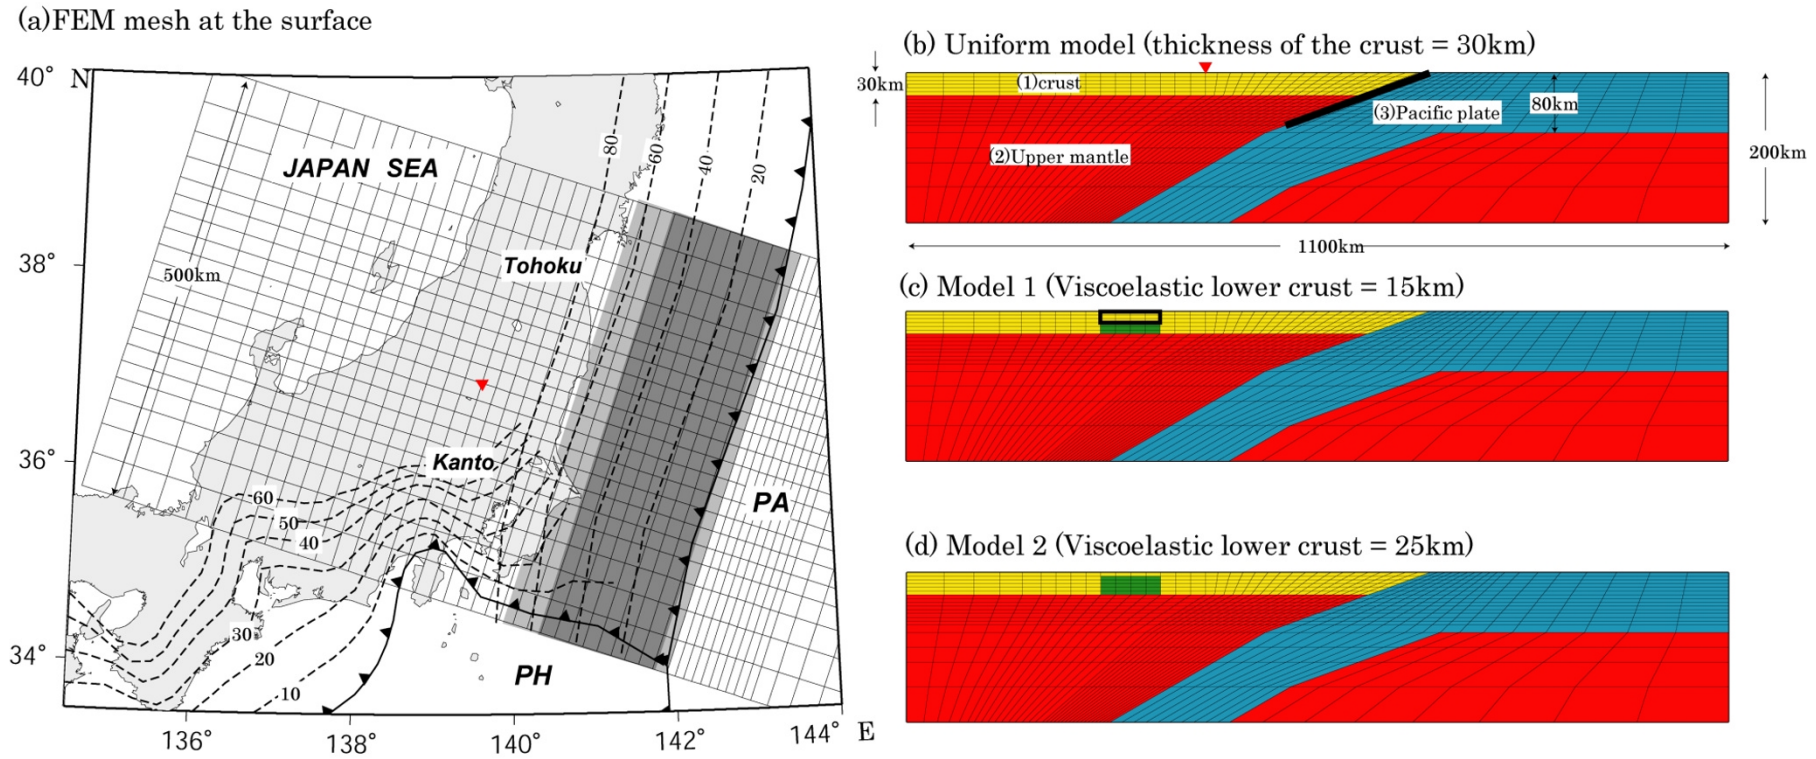 (a)FEM mesh at the surface
40°
N
JAPAN SEA
80
60
40
20
38°
500km
Tohoku
36°
Kanto
60
50
40
PA
34°
30
20
10
PH
136°
138°
140°
142°
144°
E
(b) Uniform model (thickness of the crust = 30km)
30km
(1)crust
(3)Pacific plate
80km
(2)Upper mantle
200km
1100km
(c) Model 1 (Viscoelastic lower crust = 15km)
(d) Model 2 (Viscoelastic lower crust = 25km)